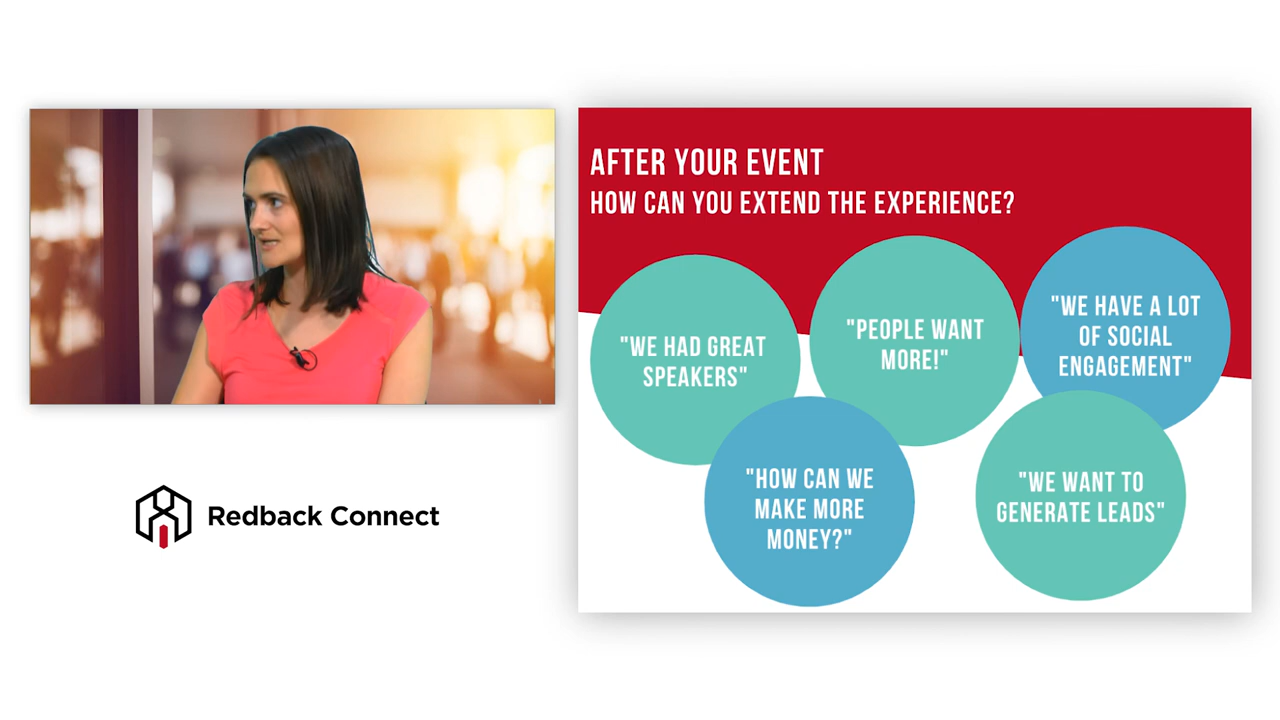 AFTER YOUR EVENT
HOW CAN YOU EXTEND THE EXPERIENCE?
"WE HAD GREAT
SPEAKERS"
"PEOPLE WANT
MORE!"
"WE HAVE A LOT
OF SOCIAL
ENGAGEMENT"
"HOW CAN WE
MAKE MORE
MONEY?"
"WE WANT TO
GENERATE LEADS"
Redback Connect